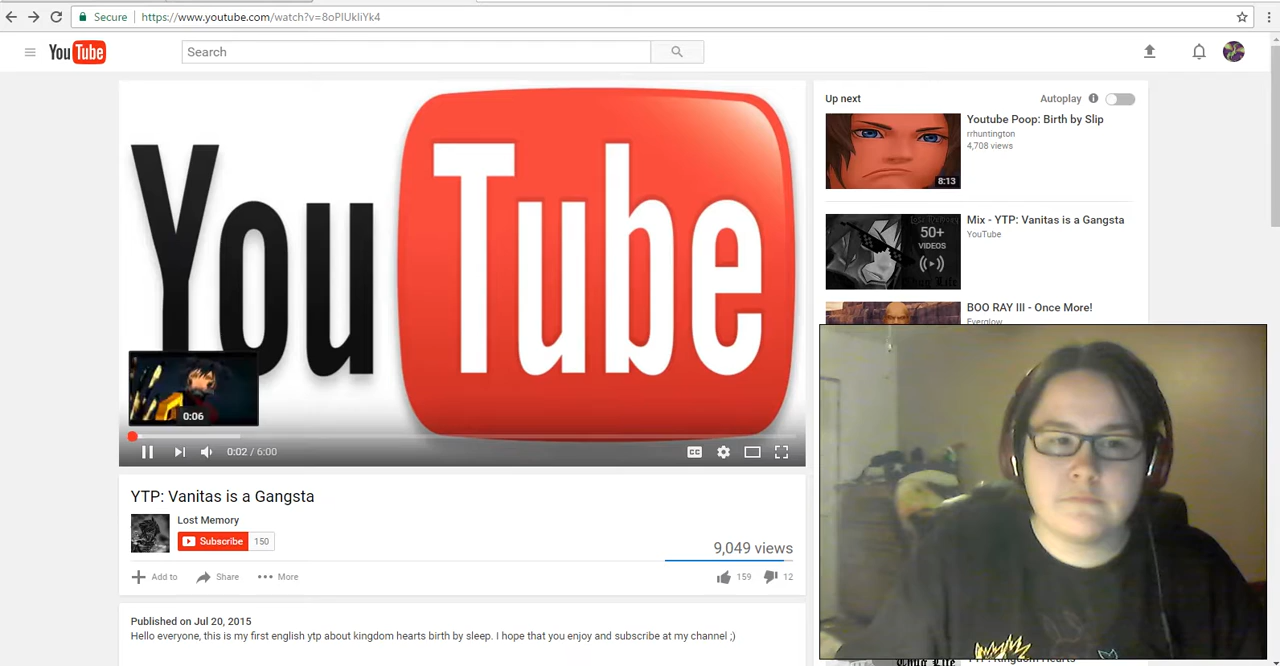 Secure
https://www.youtube.com/watch?v=8oPIUkIiYk4
YouTube
Search
YouTube
0:06
0:02 / 6:00
CC
YTP: Vanitas is a Gangsta
Lost Memory
Subscribe 150
9,049 views
Add to Share More
159 12
Published on Jul 20, 2015
Hello everyone, this is my first english ytp about kingdom hearts birth by sleep. I hope that you enjoy and subscribe at my channel ;)
Up next
Autoplay
Youtube Poop: Birth by Slip
rrhuntington
4,708 views
8:13
Mix - YTP: Vanitas is a Gangsta
YouTube
50+
VIDEOS
BOO RAY III - Once More!
Everglow